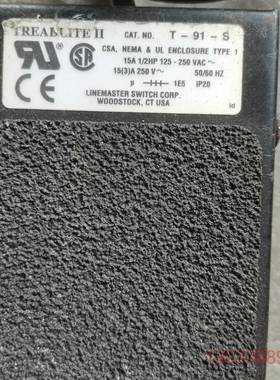 TREADLITE II CAT. NO. T-91-S
CSA, NEMA & UL ENCLOSURE TYPE 1
15A 1/2HP 125-250 VAC ~
15(3)A 250 V~ 50/60 HZ
µ 1E5 IP20
LINEMASTER SWITCH CORP.
WOODSTOCK, CT USA